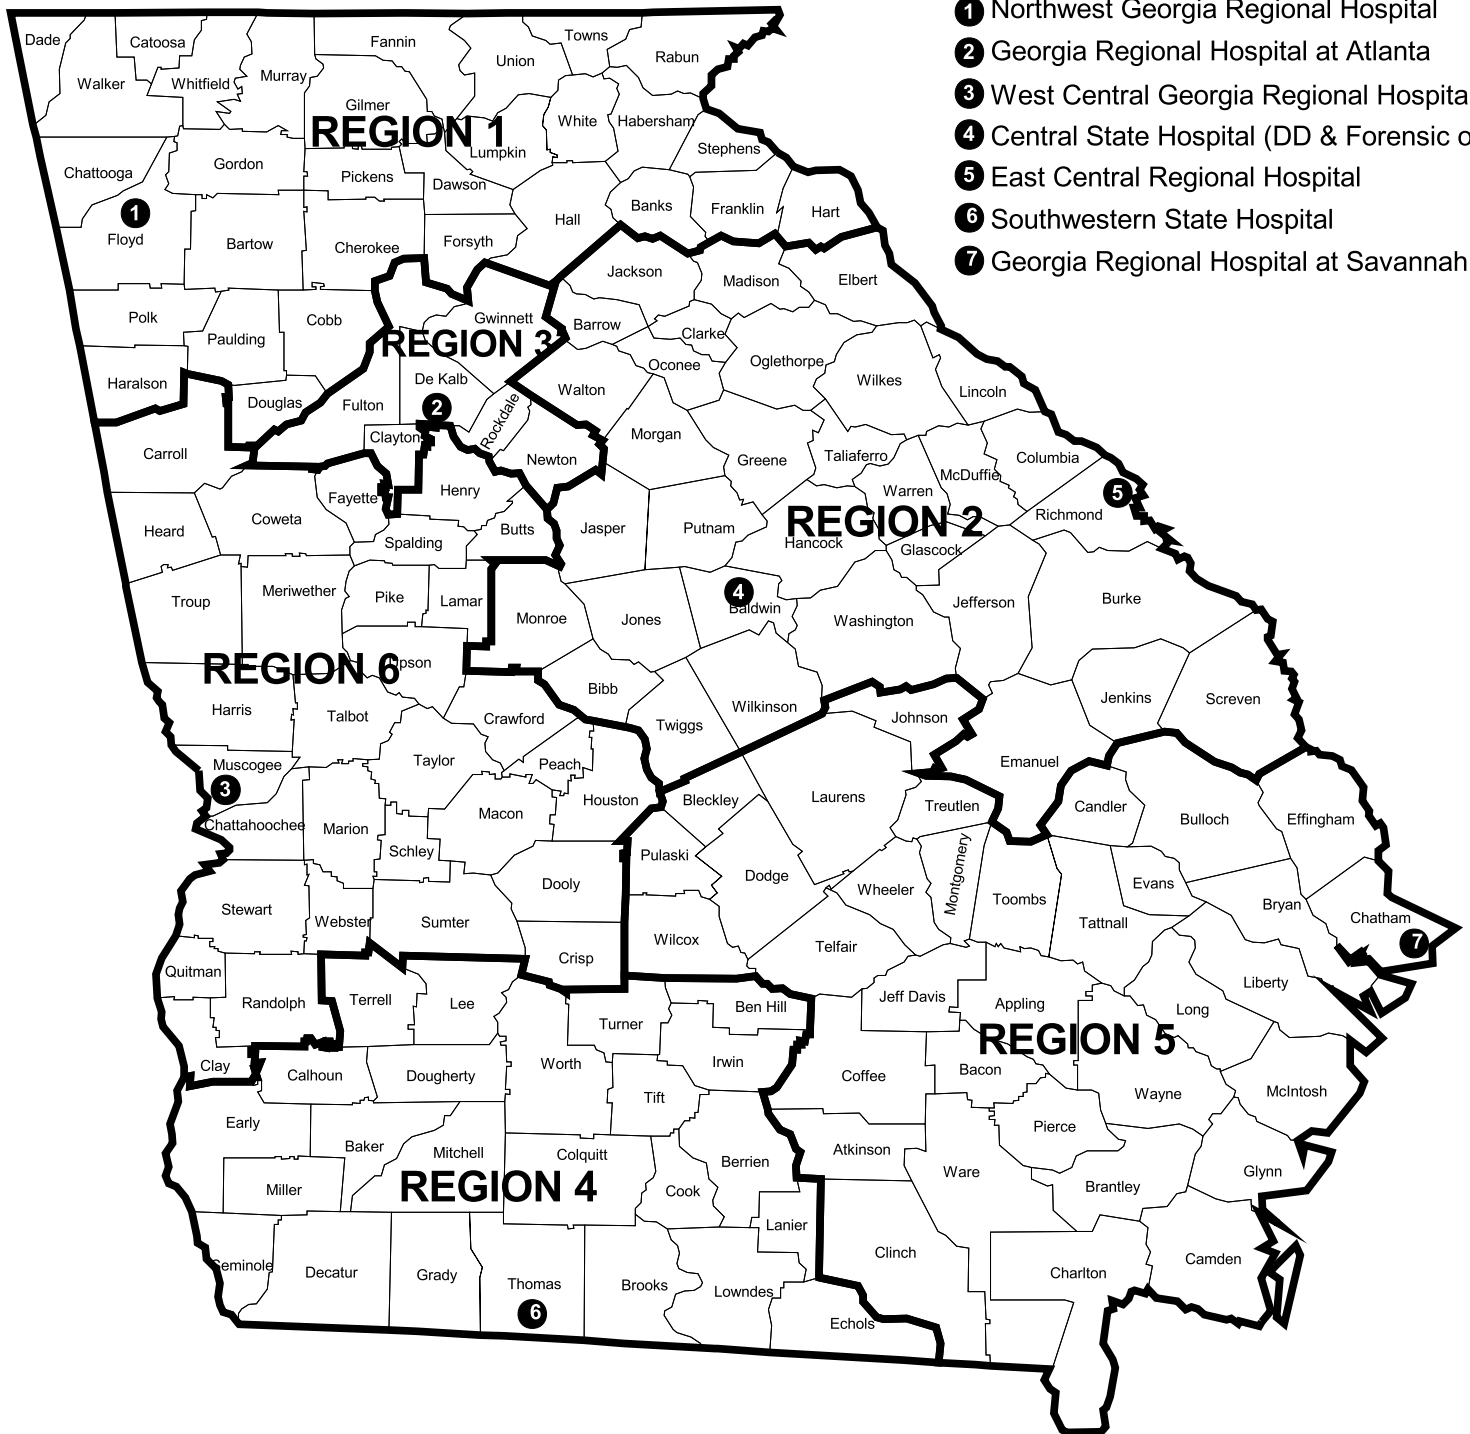 1 Northwest Georgia Regional Hospital
2 Georgia Regional Hospital at Atlanta
3 West Central Georgia Regional Hospita
4 Central State Hospital (DD & Forensic o
5 East Central Regional Hospital
6 Southwestern State Hospital
7 Georgia Regional Hospital at Savannah
Dade
Catoosa
Fannin
Towns
Union
Rabun
Walker
Whitfield
Murray
Gilmer
White
Habersham
REGION 1
Lumpkin
Stephens
Chattooga
Gordon
Pickens
Dawson
Banks
Franklin
Hart
1
Floyd
Bartow
Cherokee
Forsyth
Hall
Jackson
Madison
Elbert
Polk
Paulding
Cobb
Gwinnett
Barrow
Clarke
REGION 3
Oconee
Oglethorpe
Haralson
De Kalb
Walton
Wilkes
Lincoln
Douglas
Fulton
2
Rockdale
Clayton
Morgan
Carroll
Newton
Greene
Taliaferro
Columbia
McDuffie
Fayette
Henry
Warren
5
Richmond
Heard
Coweta
Butts
Jasper
Putnam
REGION 2
Spalding
Hancock
Glascock
Troup
Meriwether
Pike
Lamar
4
Baldwin
Jefferson
Burke
Monroe
Jones
Washington
REGION 6
Upson
Bibb
Harris
Talbot
Crawford
Twiggs
Wilkinson
Johnson
Jenkins
Screven
Muscogee
Taylor
Peach
Emanuel
3
Houston
Bleckley
Laurens
Treutlen
Candler
Bulloch
Effingham
Chattahoochee
Marion
Macon
Schley
Pulaski
Dodge
Wheeler
Montgomery
Toombs
Evans
Dooly
Stewart
Webster
Sumter
Wilcox
Telfair
Tattnall
Bryan
Chatham
7
Crisp
Quitman
Randolph
Terrell
Lee
Ben Hill
Jeff Davis
Appling
Long
Liberty
Turner
REGION 5
Clay
Calhoun
Dougherty
Worth
Irwin
Coffee
Bacon
Wayne
McIntosh
Tift
Early
Baker
Mitchell
Colquitt
Berrien
Atkinson
Pierce
Ware
Glynn
Miller
REGION 4
Cook
Brantley
Lanier
Seminole
Decatur
Grady
Thomas
Brooks
Lowndes
Clinch
Charlton
Camden
6
Echols